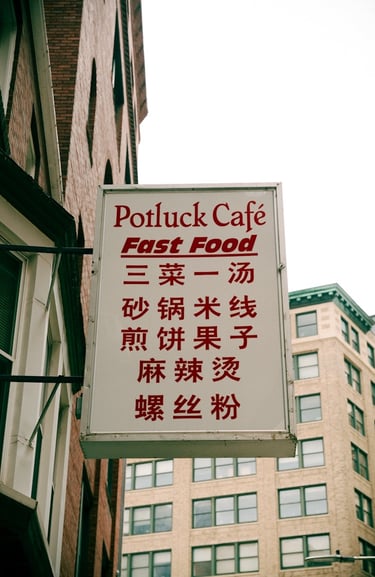 Potluck Café
Fast Food
三菜一汤
砂锅米线
煎饼果子
麻辣烫
螺丝粉